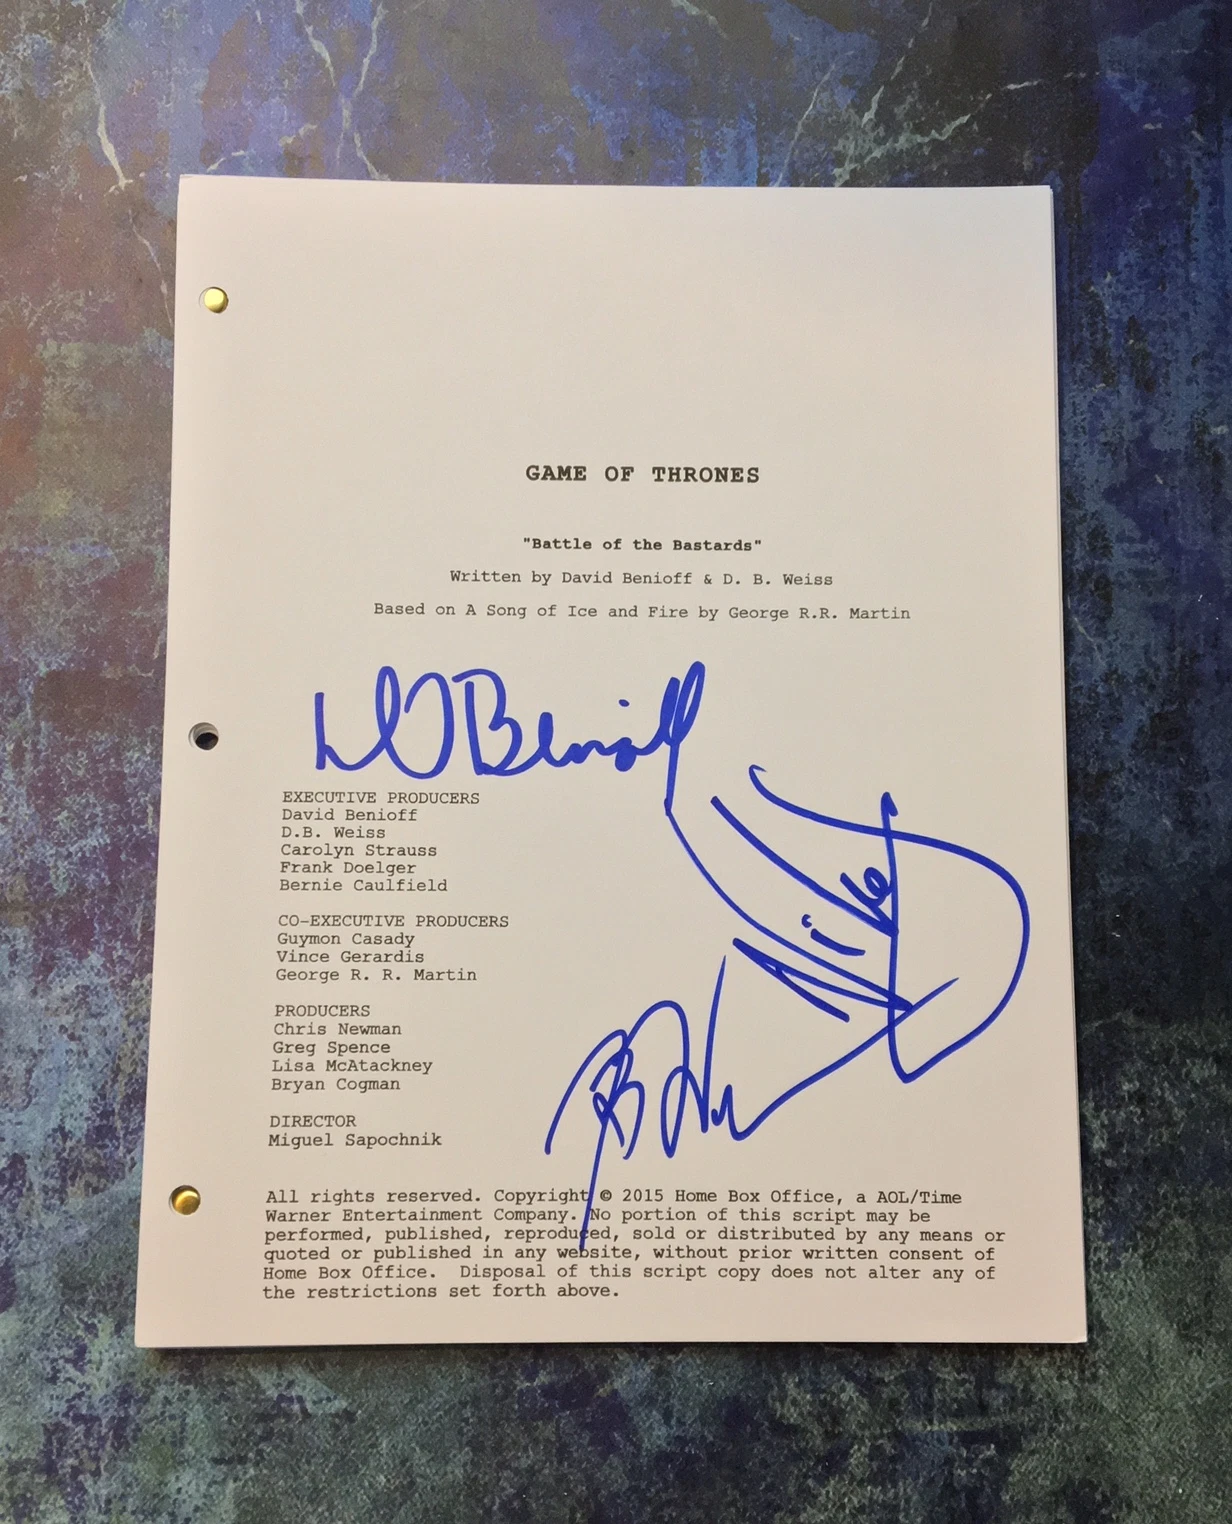 GAME OF THRONES
"Battle of the Bastards"
Written by David Benioff & D. B. Weiss
Based on A Song of Ice and Fire by George R.R. Martin
EXECUTIVE PRODUCERS
David Benioff
D.B. Weiss
Carolyn Strauss
Frank Doelger
Bernie Caulfield
CO-EXECUTIVE PRODUCERS
Guymon Casady
Vince Gerardis
George R. R. Martin
PRODUCERS
Chris Newman
Greg Spence
Lisa McAtackney
Bryan Cogman
DIRECTOR
Miguel Sapochnik
All rights reserved. Copyright © 2015 Home Box Office, a AOL/Time
Warner Entertainment Company. No portion of this script may be
performed, published, reproduced, sold or distributed by any means or
quoted or published in any website, without prior written consent of
Home Box Office. Disposal of this script copy does not alter any of
the restrictions set forth above.